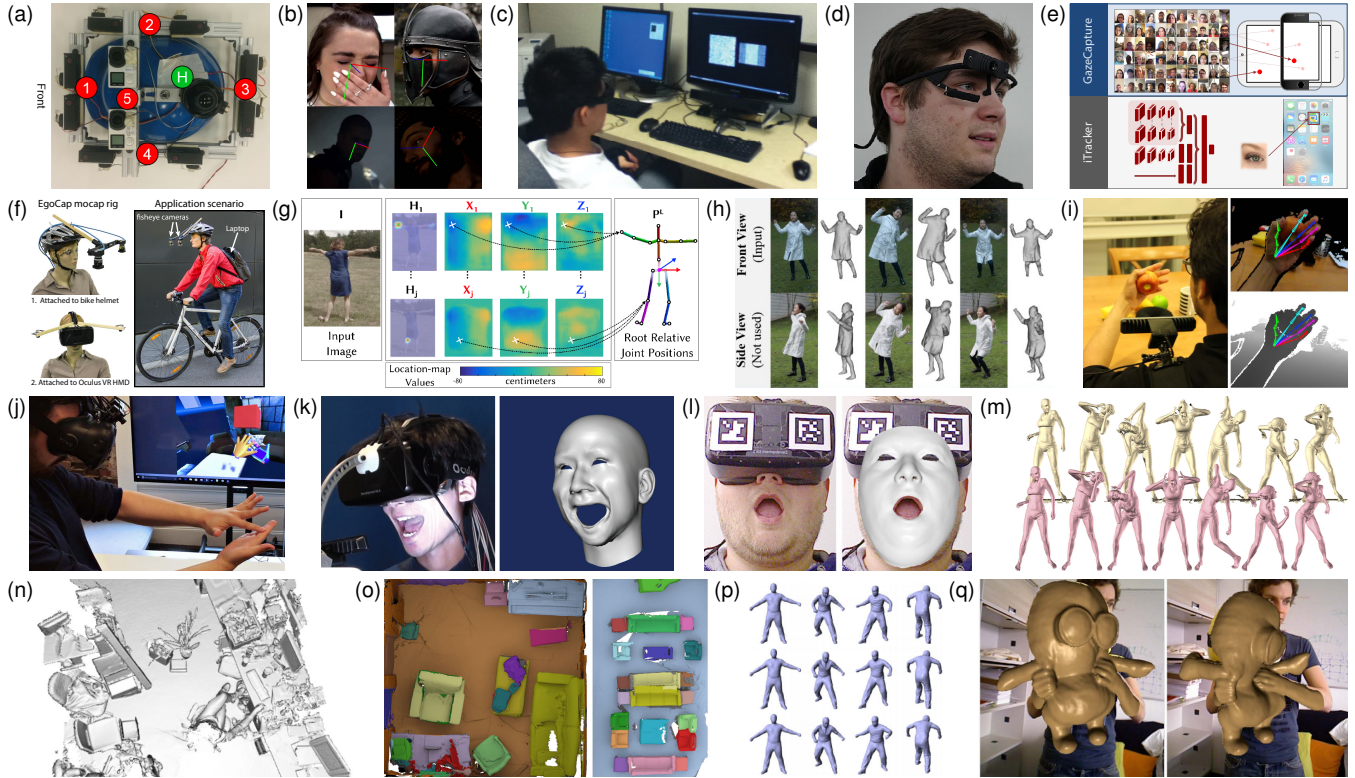 (a)
2
H
1
3
5
4
Front
(b)
(c)
(d)
(e)
GazeCapture
iTracker
(f)
EgoCap mocap rig
1. Attached to bike helmet
2. Attached to Oculus VR HMD
Application scenario
fisheye cameras
Laptop
(g)
I
Input
Image
H1 X1 Y1 Z1
Hj Xj Yj Zj
Location-map
Values
-80 centimeters 80
PL
Root Relative
Joint Positions
(h)
Front View
(Input)
Side View
(Not used)
(i)
(j)
(k)
Oculus
(l)
(m)
(n)
(o)
(p)
(q)